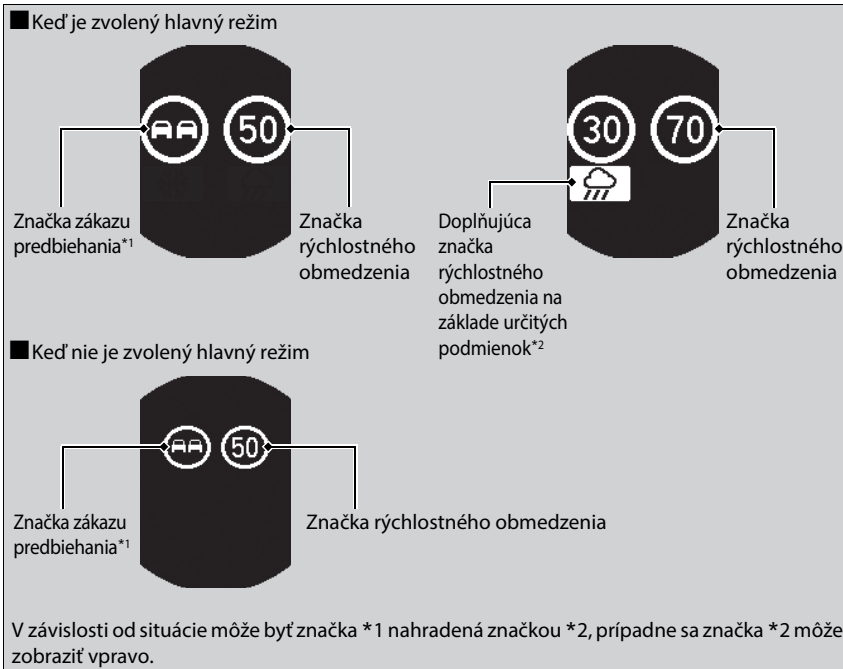 Keď je zvolený hlavný režim
50
30
70
Značka zákazu
predbiehania*1
Značka
rýchlostného
obmedzenia
Doplňujúca
značka
rýchlostného
obmedzenia na
základe určitých
podmienok*2
Značka
rýchlostného
obmedzenia
Keď nie je zvolený hlavný režim
50
Značka zákazu
predbiehania*1
Značka rýchlostného obmedzenia
V závislosti od situácie môže byť značka *1 nahradená značkou *2, prípadne sa značka *2 môže
zobraziť vpravo.